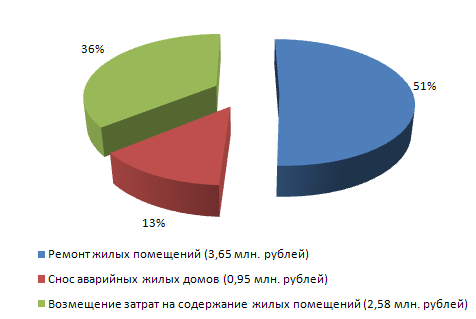 36%
51%
13%
Ремонт жилых помещений (3,65 млн. рублей)
Снос аварийных жилых домов (0,95 млн. рублей)
Возмещение затрат на содержание жилых помещений (2,58 млн. рублей)